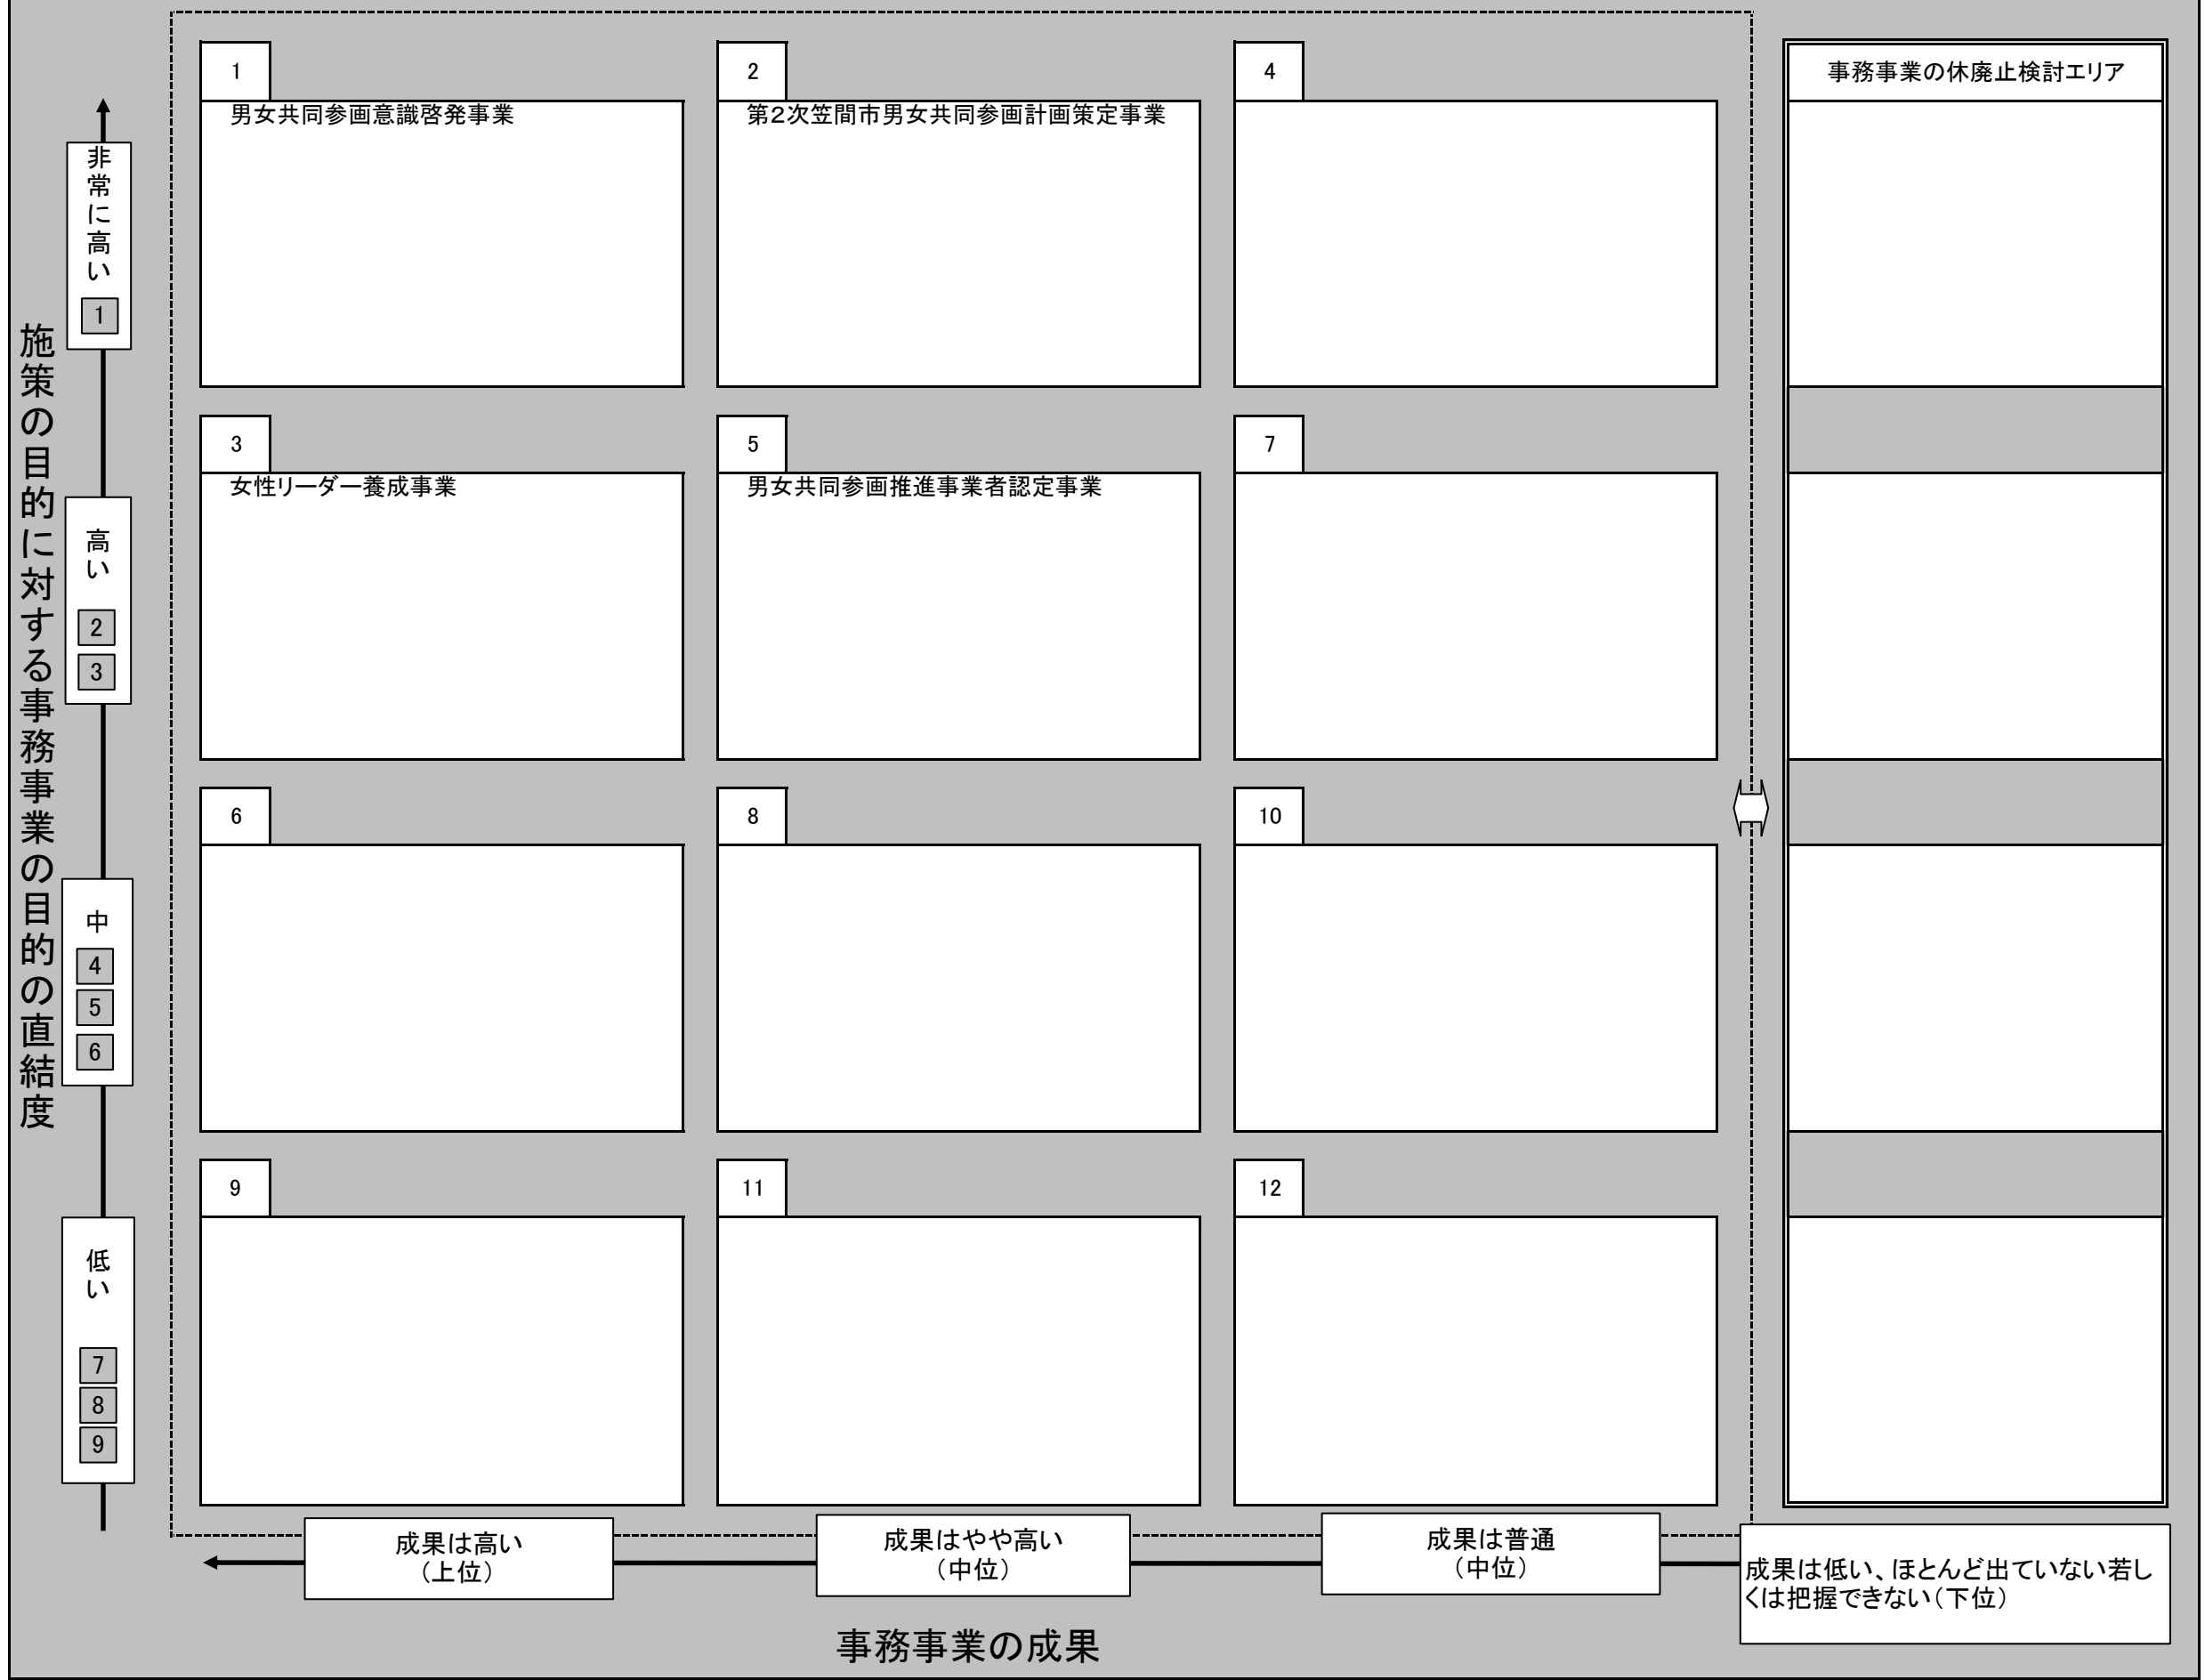 施策の目的に対する事務事業の目的の直結度
非常に高い
1
高い
2
3
中
4
5
6
低い
7
8
9
1
男女共同参画意識啓発事業
2
第2次笠間市男女共同参画計画策定事業
4
事務事業の休廃止検討エリア
3
女性リーダー養成事業
5
男女共同参画推進事業者認定事業
7
6
8
10
9
11
12
成果は高い
(上位)
成果はやや高い
(中位)
成果は普通
(中位)
成果は低い、ほとんど出ていない若し
くは把握できない(下位)
事務事業の成果